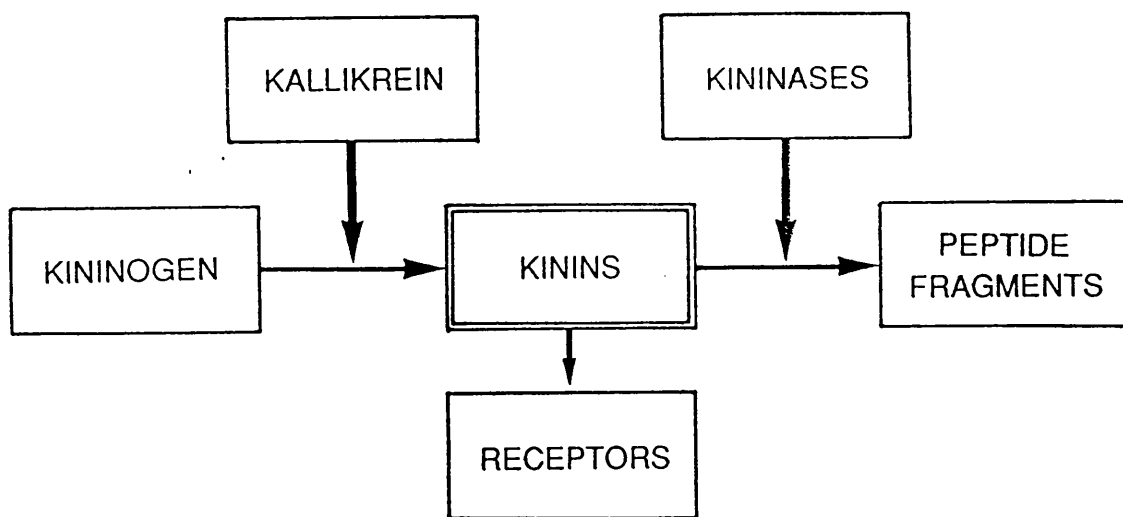 KALLIKREIN
KININASES
KININOGEN
KININS
PEPTIDE
FRAGMENTS
RECEPTORS